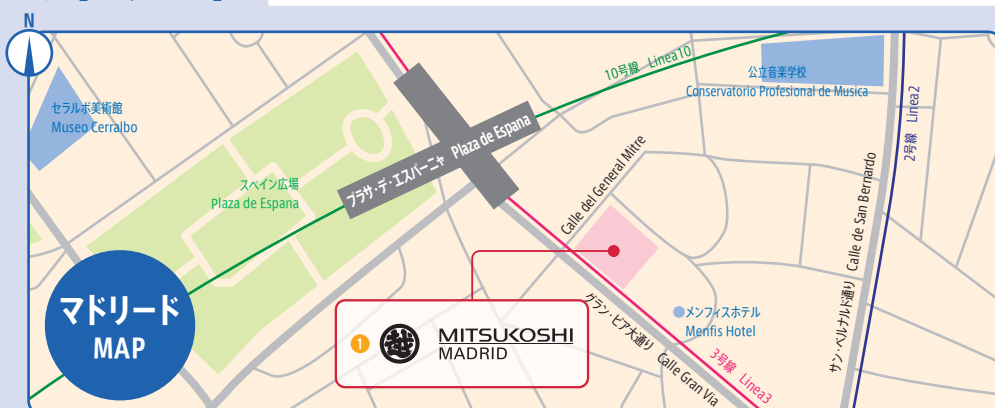 N
セラルボ美術館
Museo Cerralbo
スペイン広場
Plaza de Espana
プラサ・デ・エスパーニャ Plaza de Espana
10号線 Linea10
公立音楽学校
Conservatorio Profesional de Musica
2号線 Linea2
Calle del General Mitre
サン・ベルナルド通り Calle de San Bernardo
メンフィスホテル
Menfis Hotel
グラン・ビア大通り Calle Gran Via
3号線 Linea3
マドリード
MAP
1 越 MITSUKOSHI
MADRID